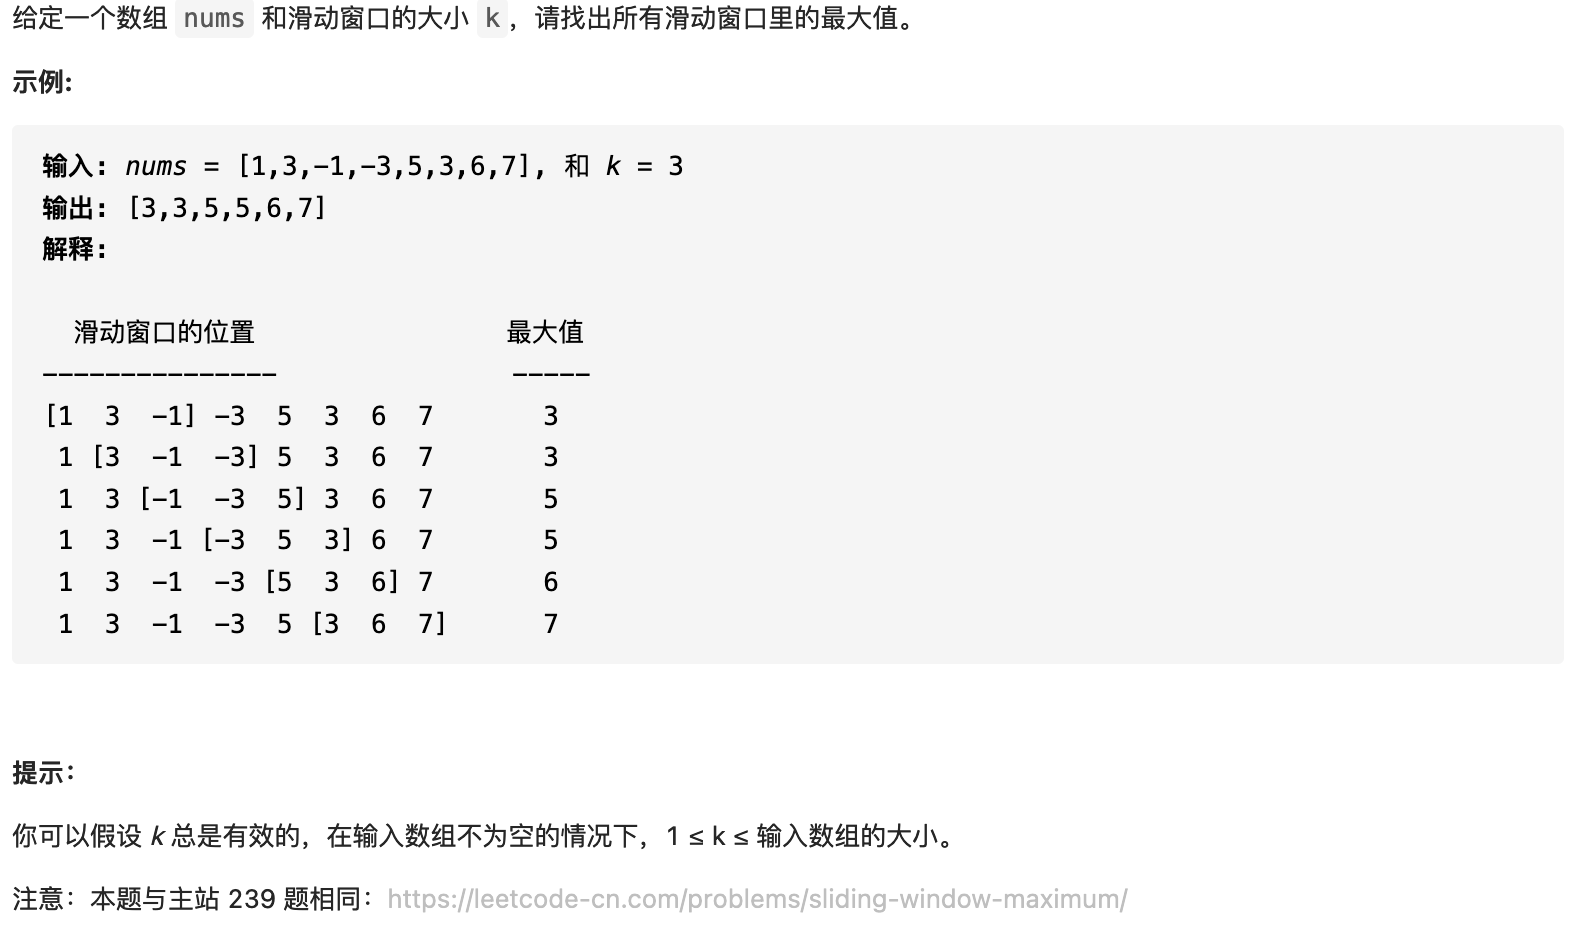 给定一个数组 nums 和滑动窗口的大小 k，请找出所有滑动窗口里的最大值。
示例:
输入: nums = [1,3,-1,-3,5,3,6,7], 和 k = 3
输出: [3,3,5,5,6,7]
解释:
滑动窗口的位置 最大值
--------------- -----
[1 3 -1] -3 5 3 6 7 3
1 [3 -1 -3] 5 3 6 7 3
1 3 [-1 -3 5] 3 6 7 5
1 3 -1 [-3 5 3] 6 7 5
1 3 -1 -3 [5 3 6] 7 6
1 3 -1 -3 5 [3 6 7] 7
提示：
你可以假设 k 总是有效的，在输入数组不为空的情况下，1 ≤ k ≤ 输入数组的大小。
注意：本题与主站 239 题相同：https://leetcode-cn.com/problems/sliding-window-maximum/